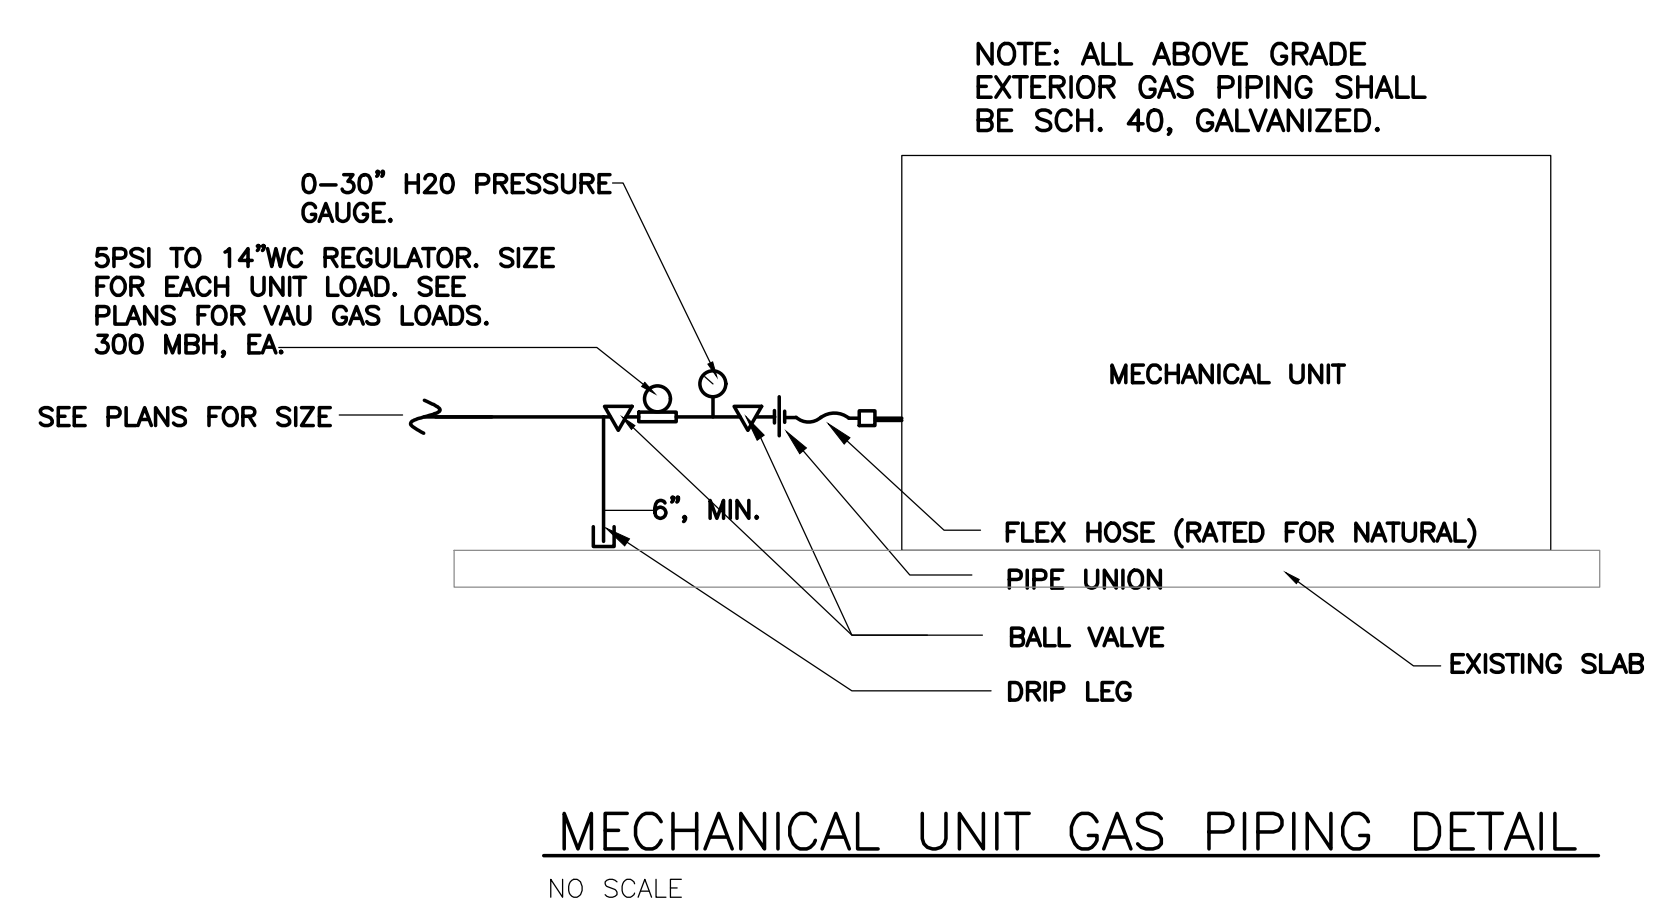 NOTE: ALL ABOVE GRADE
EXTERIOR GAS PIPING SHALL
BE SCH. 40, GALVANIZED.
0-30" H20 PRESSURE
GAUGE.
5PSI TO 14"WC REGULATOR. SIZE
FOR EACH UNIT LOAD. SEE
PLANS FOR VAU GAS LOADS.
300 MBH, EA.
MECHANICAL UNIT
SEE PLANS FOR SIZE
6", MIN.
FLEX HOSE (RATED FOR NATURAL)
PIPE UNION
BALL VALVE
EXISTING SLAB
DRIP LEG
MECHANICAL UNIT GAS PIPING DETAIL
NO SCALE